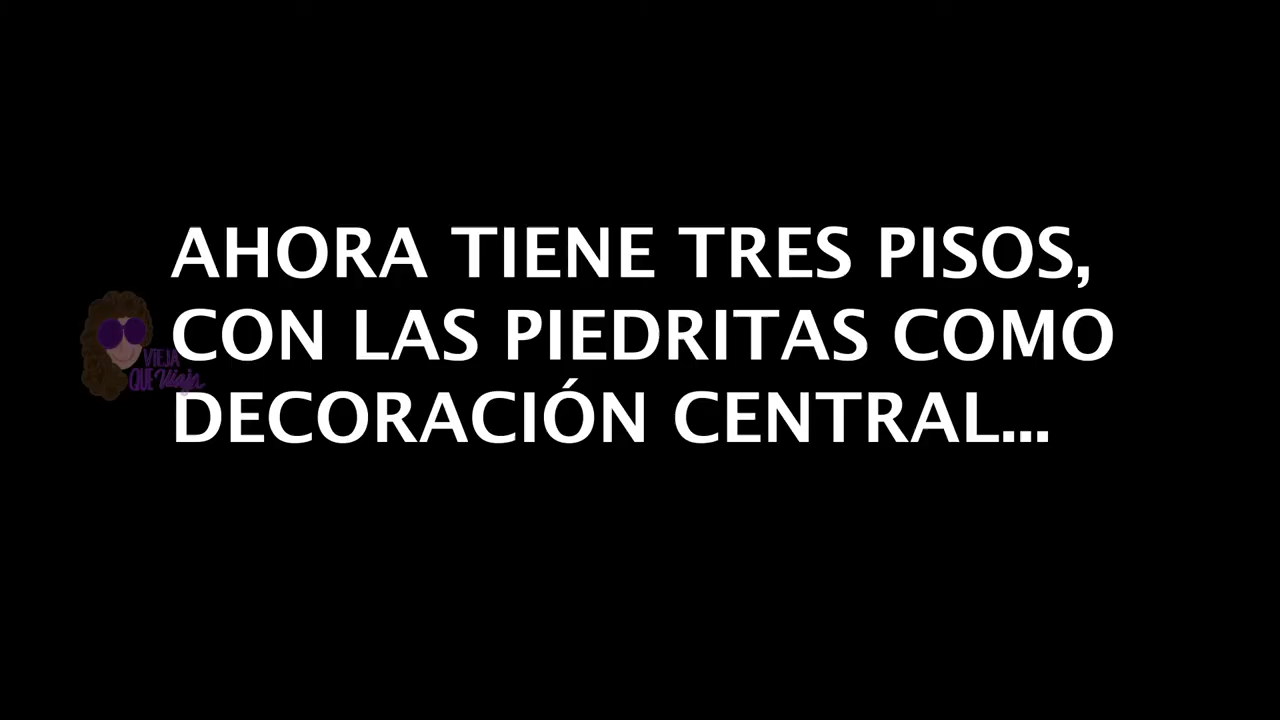 AHORA TIENE TRES PISOS,
CON LAS PIEDRITAS COMO
DECORACIÓN CENTRAL...
VIEJA
QUE Viaja